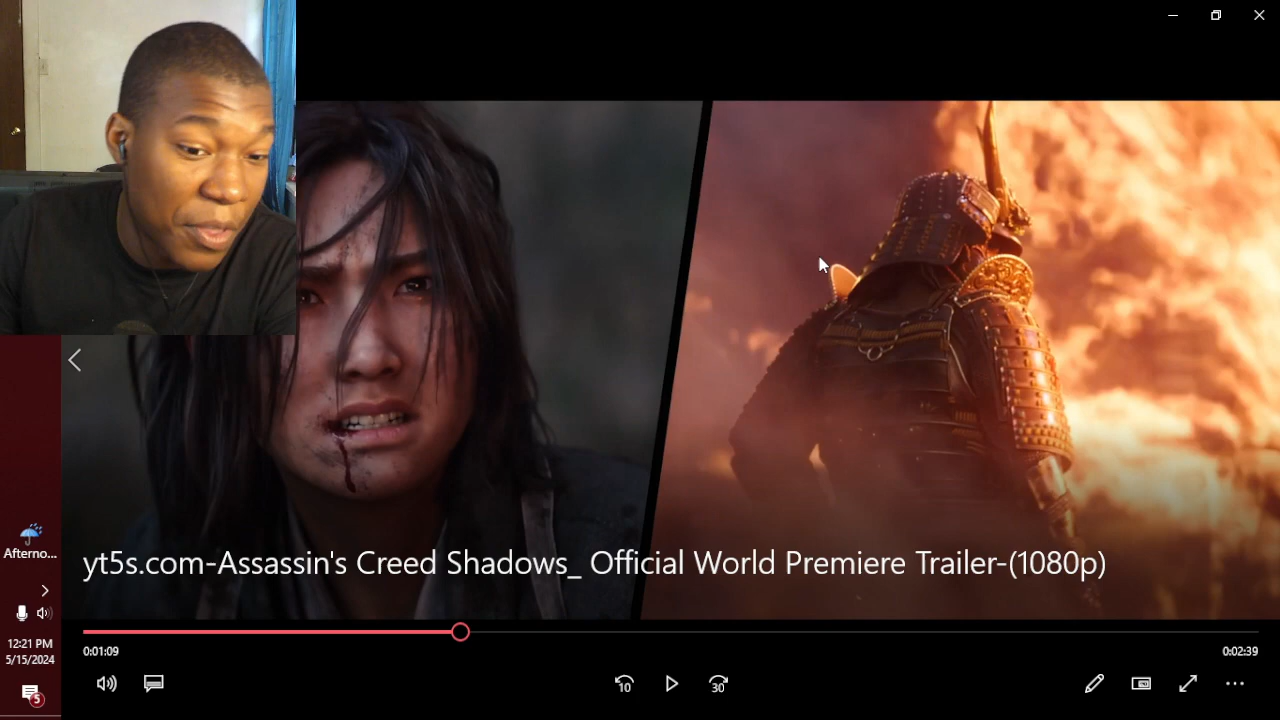 yt5s.com-Assassin's Creed Shadows_ Official World Premiere Trailer-(1080p)
Afterno...
12:21 PM
5/15/2024
5
0:01:09
0:02:39
10
30